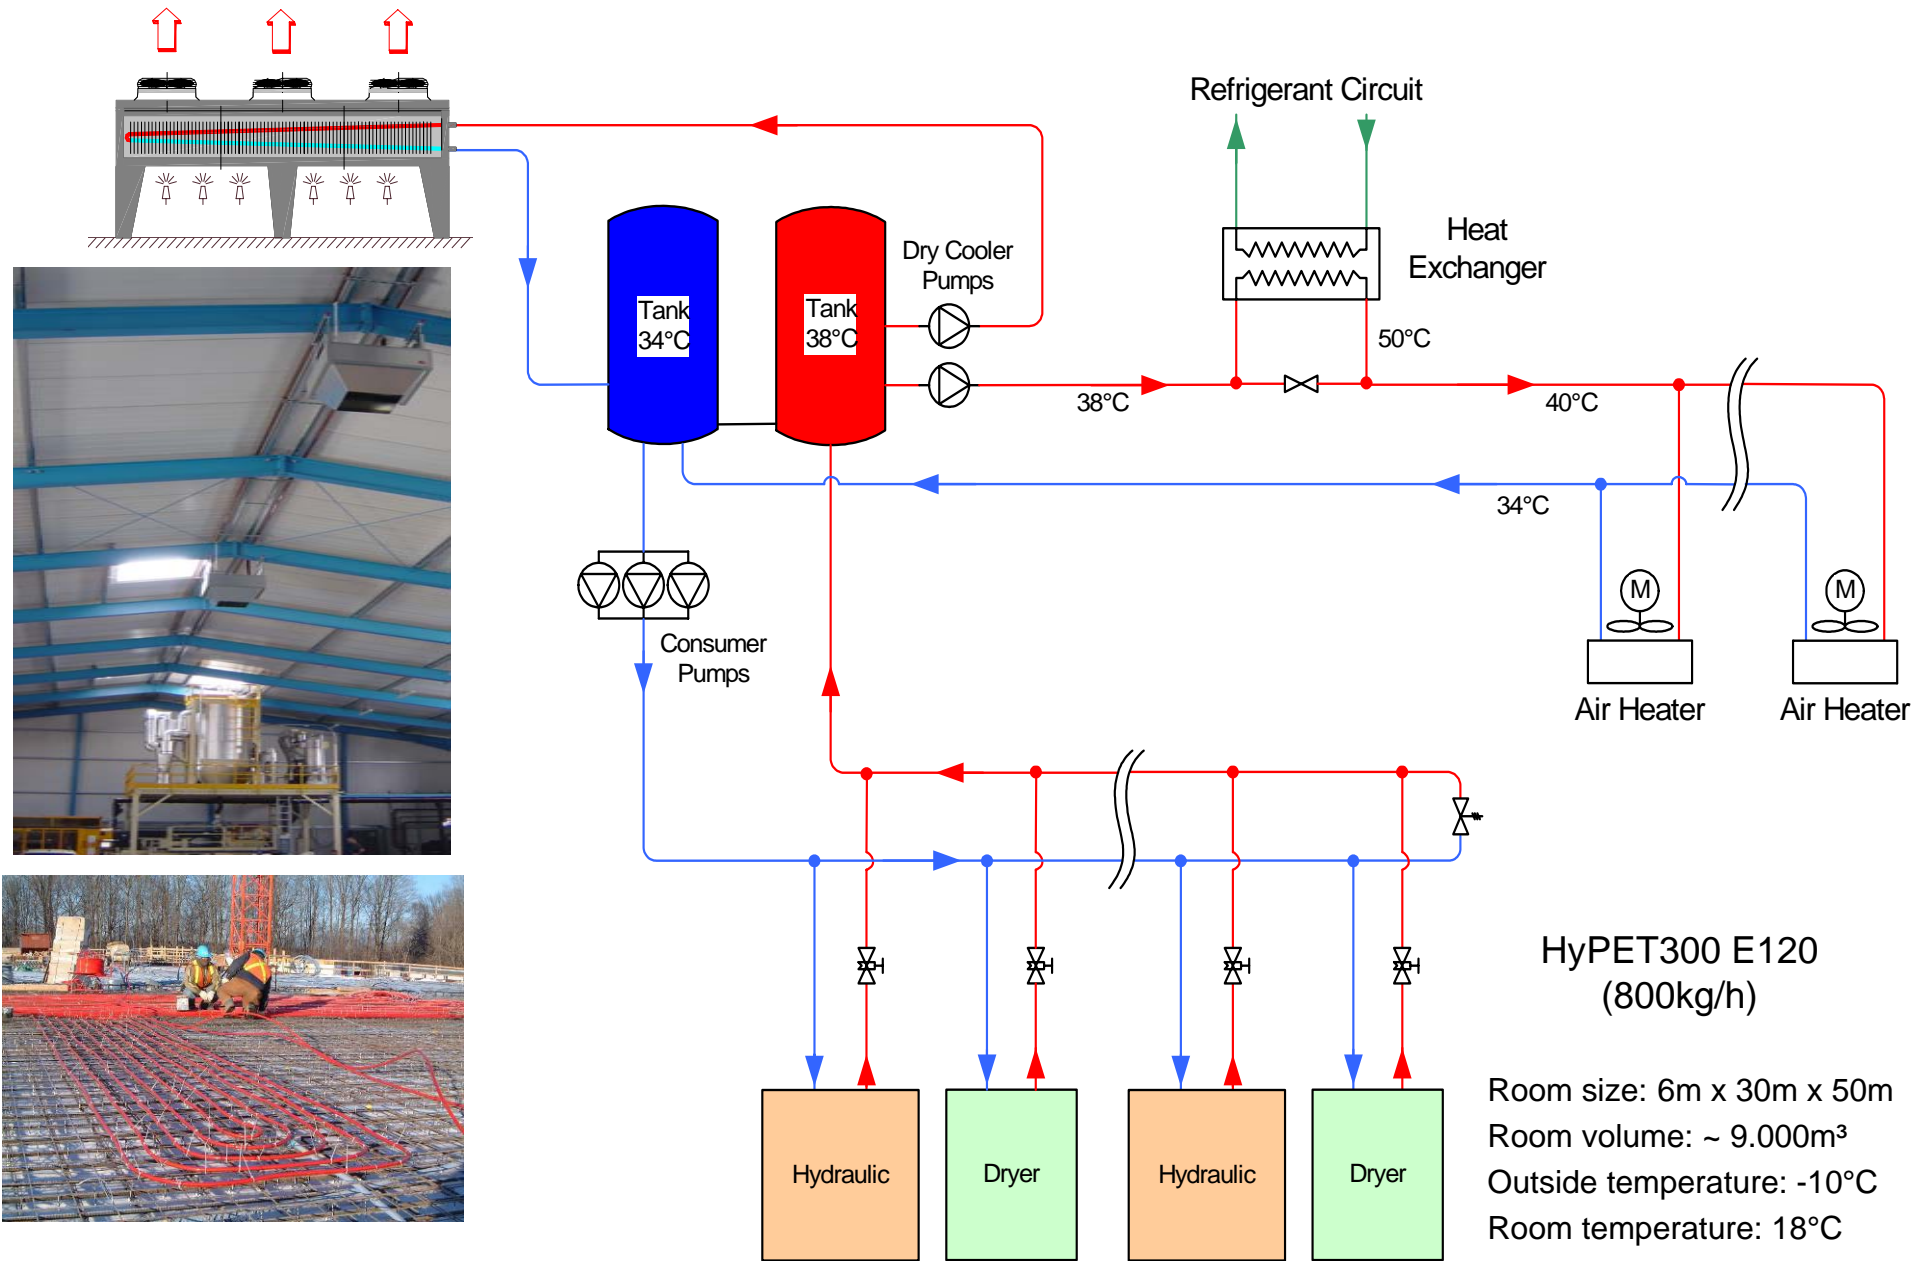 Refrigerant Circuit
Heat
Exchanger
Dry Cooler
Pumps
Tank
34°C
Tank
38°C
50°C
38°C
40°C
34°C
M
M
Consumer
Pumps
Air Heater
Air Heater
HyPET300 E120
(800kg/h)
Room size: 6m x 30m x 50m
Room volume: ~ 9.000m³
Outside temperature: -10°C
Room temperature: 18°C
Hydraulic
Dryer
Hydraulic
Dryer